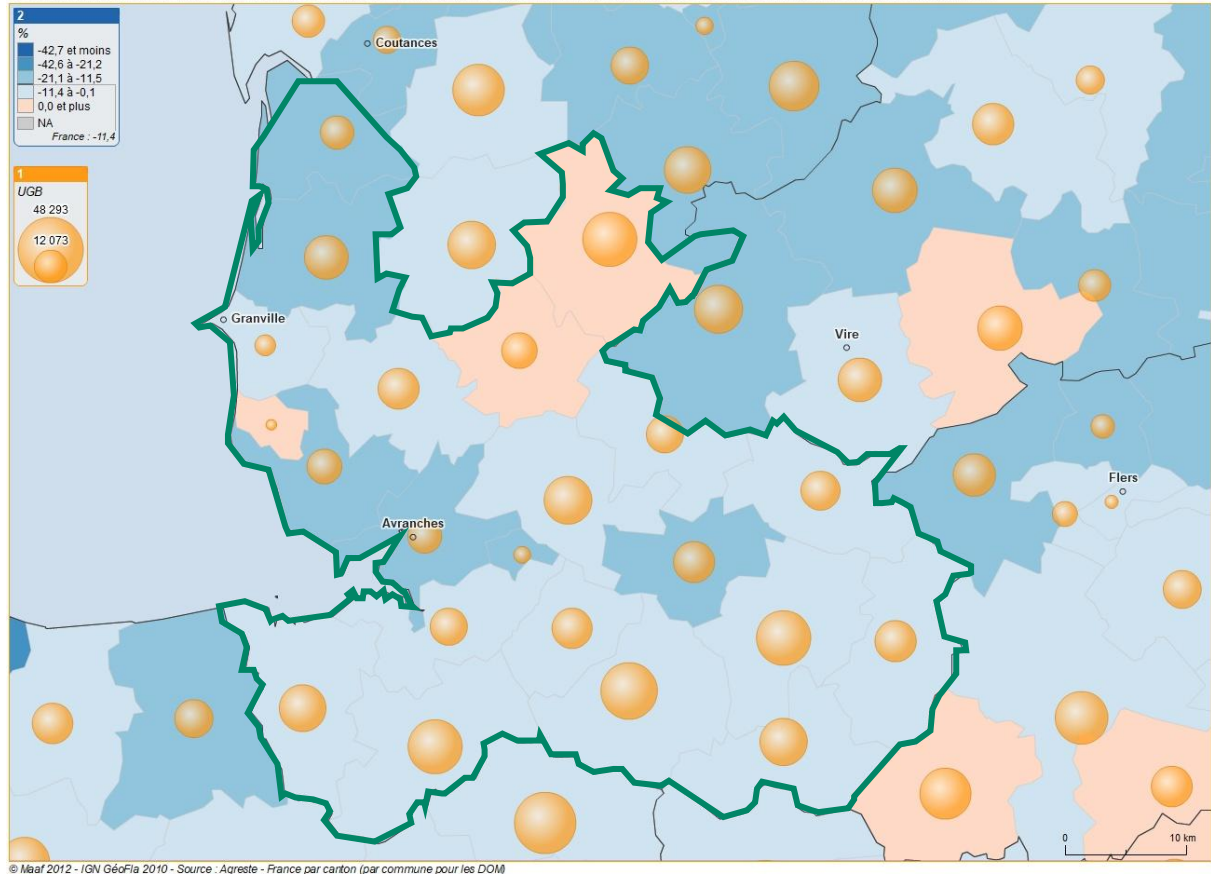 2
%
-42,7 et moins
-42,6 à -21,2
-21,1 à -11,5
-11,4 à -0,1
0,0 et plus
NA
France : -11,4
1
UGB
48 293
12 073
Coutances
Granville
Vire
Flers
Avranches
0 10 km
© Maaf 2012 - IGN GéoFla 2010 - Source : Agreste - France par canton (par commune pour les DOM)